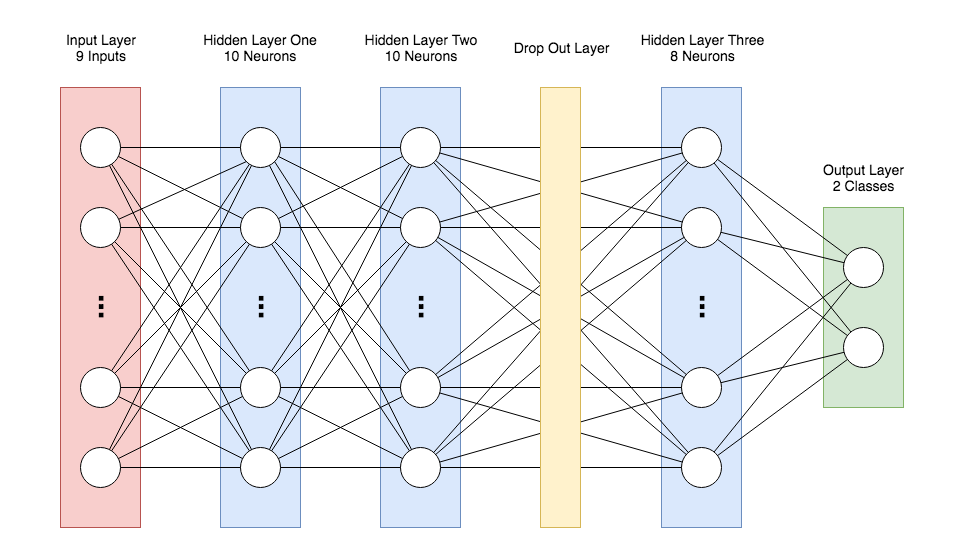 Input Layer
9 Inputs
Hidden Layer One
10 Neurons
Hidden Layer Two
10 Neurons
Drop Out Layer
Hidden Layer Three
8 Neurons
Output Layer
2 Classes